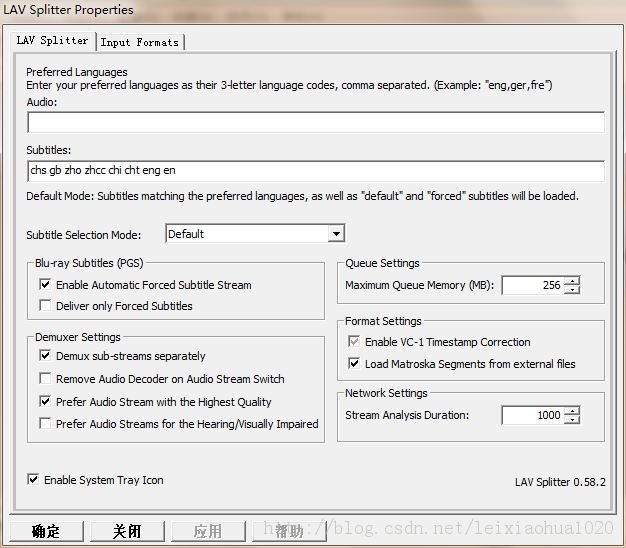 LAV Splitter Properties
LAV Splitter
Input Formats
Preferred Languages
Enter your preferred languages as their 3-letter language codes, comma separated. (Example: "eng,ger,fre")
Audio:
Subtitles:
chs gb zho zhcc chi cht eng en
Default Mode: Subtitles matching the preferred languages, as well as "default" and "forced" subtitles will be loaded.
Subtitle Selection Mode:
Default
Blu-ray Subtitles (PGS)
Enable Automatic Forced Subtitle Stream
Deliver only Forced Subtitles
Queue Settings
Maximum Queue Memory (MB):
256
Demuxer Settings
Demux sub-streams separately
Remove Audio Decoder on Audio Stream Switch
Prefer Audio Stream with the Highest Quality
Prefer Audio Streams for the Hearing/Visually Impaired
Format Settings
Enable VC-1 Timestamp Correction
Load Matroska Segments from external files
Network Settings
Stream Analysis Duration:
1000
Enable System Tray Icon
LAV Splitter 0.58.2
确定
关闭
应用
帮助
http://blog.csdn.net/leixiaohua1020